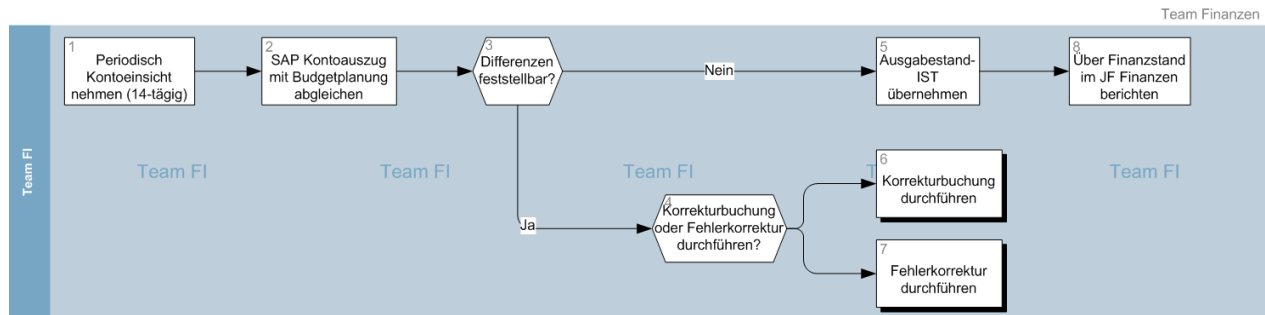 Team Finanzen
Team FI
1
Periodisch
Kontoeinsicht
nehmen (14-tägig)
2
SAP Kontoauszug
mit Budgetplanung
abgleichen
3
Differenzen
feststellbar?
Nein
5
Ausgabestand-
IST
übernehmen
8
Über Finanzstand
im JF Finanzen
berichten
Team FI
Team FI
Team FI
T
Team FI
Ja
4
Korrekturbuchung
oder Fehlerkorrektur
durchführen?
6
Korrekturbuchung
durchführen
7
Fehlerkorrektur
durchführen